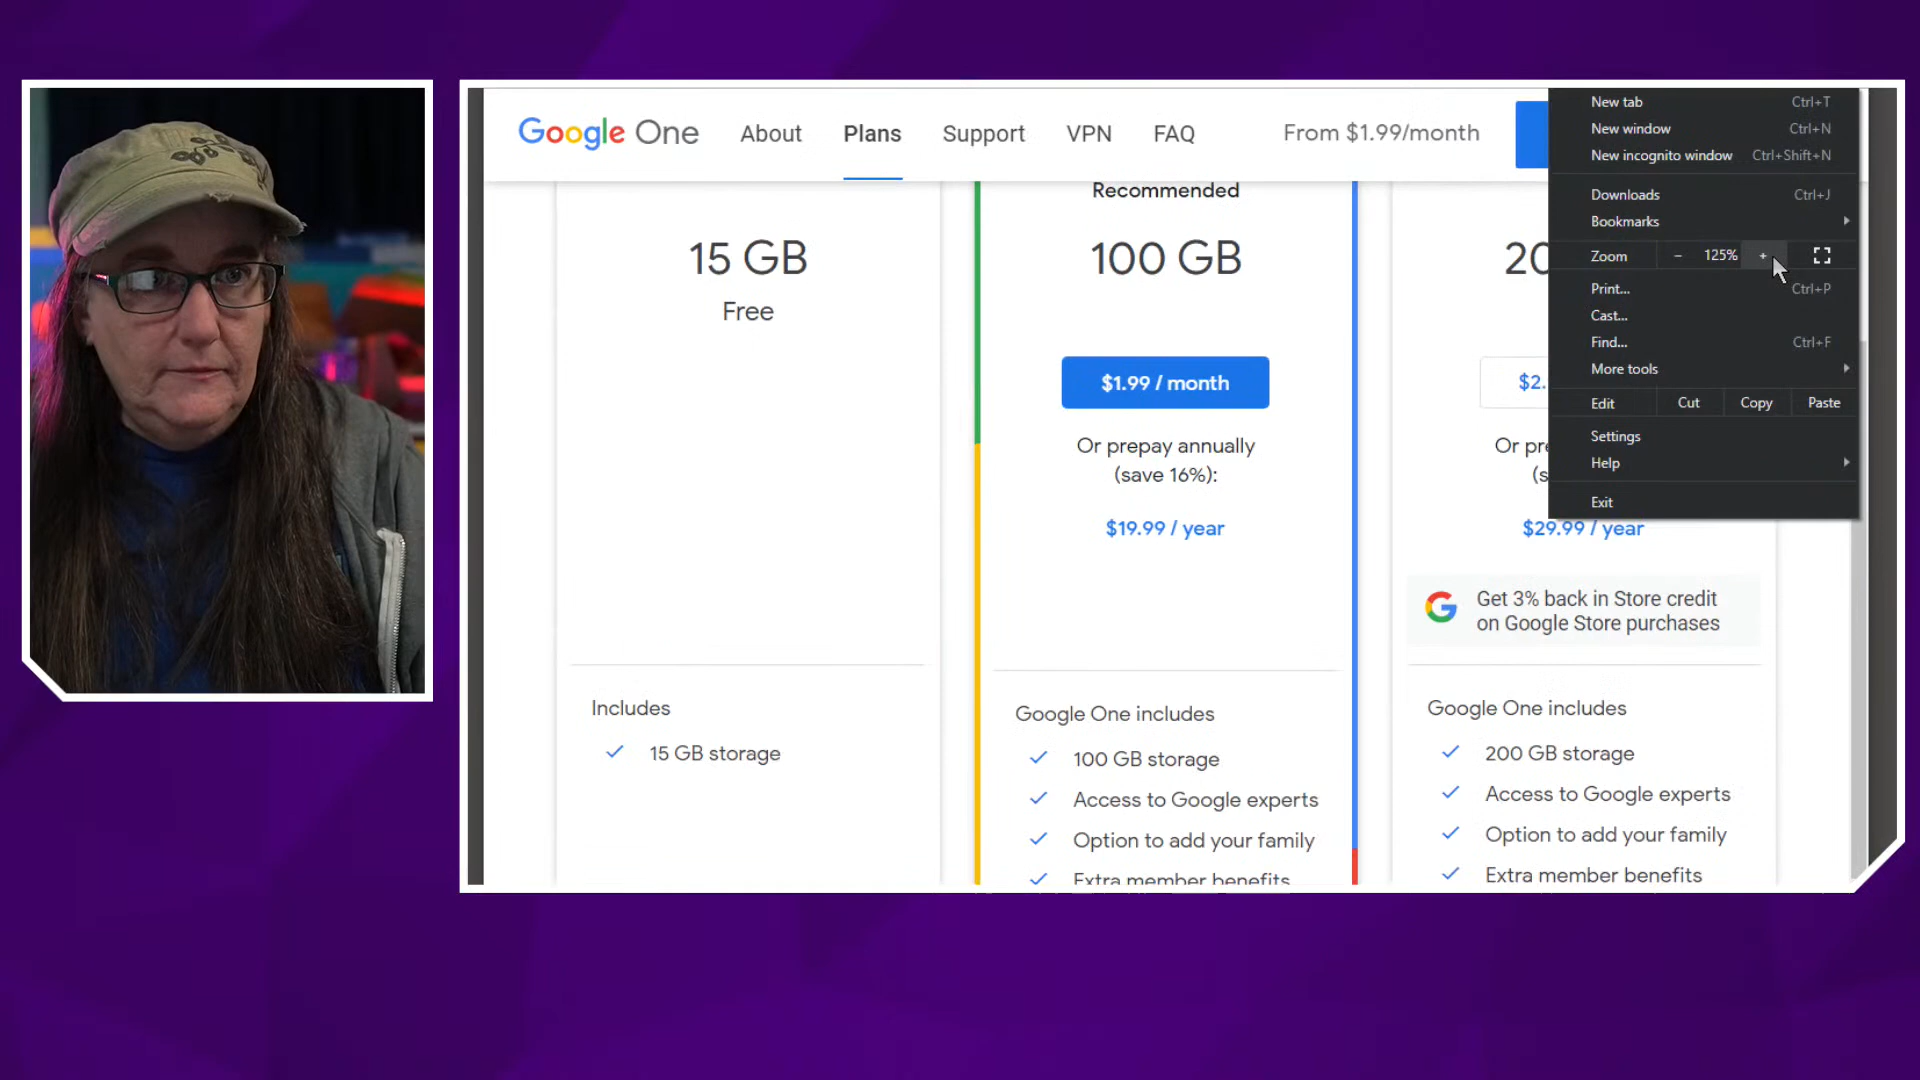 Google One
About
Plans
Support
VPN
FAQ
From $1.99/month
15 GB
Free
Includes
15 GB storage
Recommended
100 GB
$1.99 / month
Or prepay annually
(save 16%):
$19.99 / year
Google One includes
100 GB storage
Access to Google experts
Option to add your family
Extra member benefits
20
$2.
Or pre
(s
$29.99 / year
Get 3% back in Store credit
on Google Store purchases
Google One includes
200 GB storage
Access to Google experts
Option to add your family
Extra member benefits
New tab Ctrl+T
New window Ctrl+N
New incognito window Ctrl+Shift+N
Downloads Ctrl+J
Bookmarks
Zoom - 125% +
Print... Ctrl+P
Cast...
Find... Ctrl+F
More tools
Edit Cut Copy Paste
Settings
Help
Exit